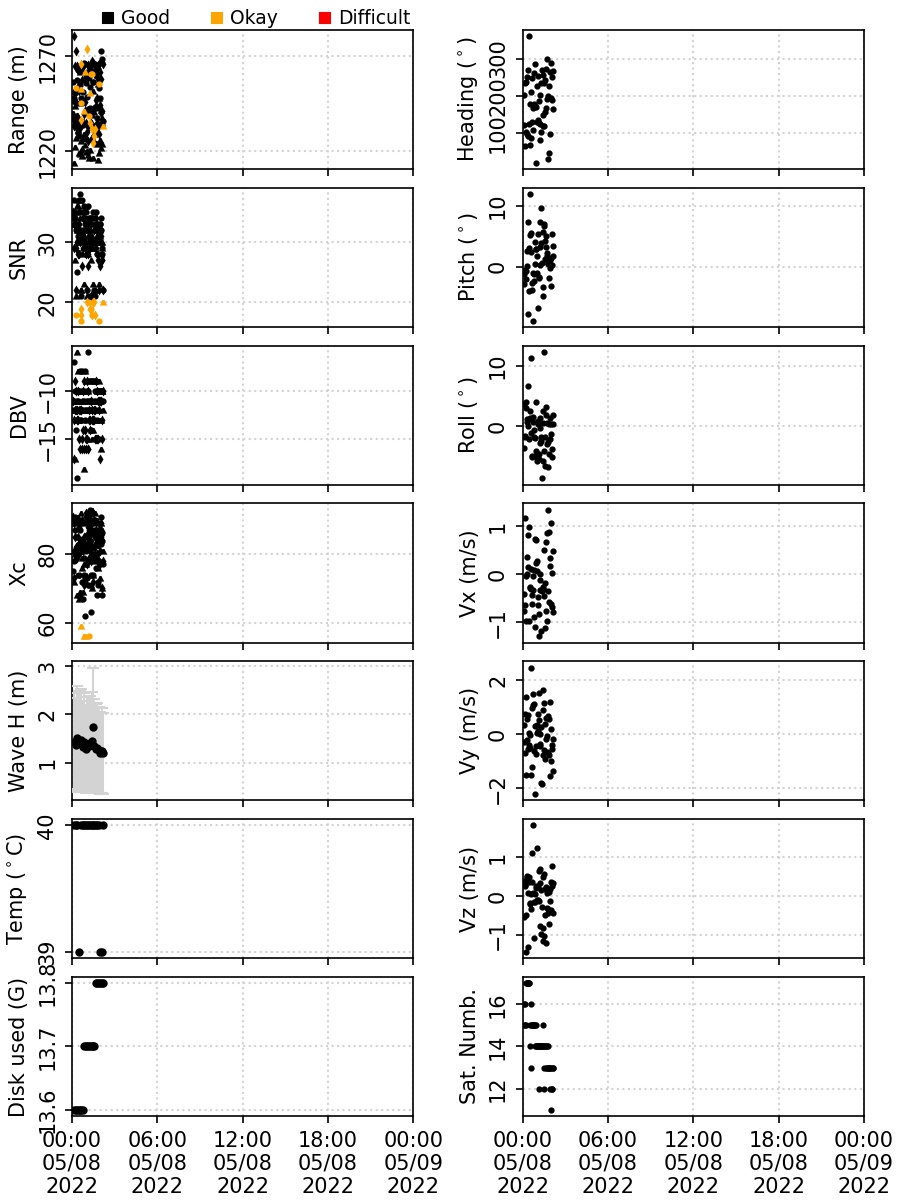 Good Okay Difficult
Range (m)
1270
1220
Heading (°)
300
200
100
SNR
30
20
Pitch (°)
10
0
DBV
−10
−15
Roll (°)
10
0
Xc
80
60
Vx (m/s)
1
0
−1
Wave H (m)
3
2
1
Vy (m/s)
2
0
−2
Temp (°C)
40
39
Vz (m/s)
1
0
−1
Disk used (G)
13.8
13.7
13.6
Sat. Numb.
16
14
12
00:00 06:00 12:00 18:00 00:00
05/08 05/08 05/08 05/08 05/09
2022 2022 2022 2022 2022
00:00 06:00 12:00 18:00 00:00
05/08 05/08 05/08 05/08 05/09
2022 2022 2022 2022 2022